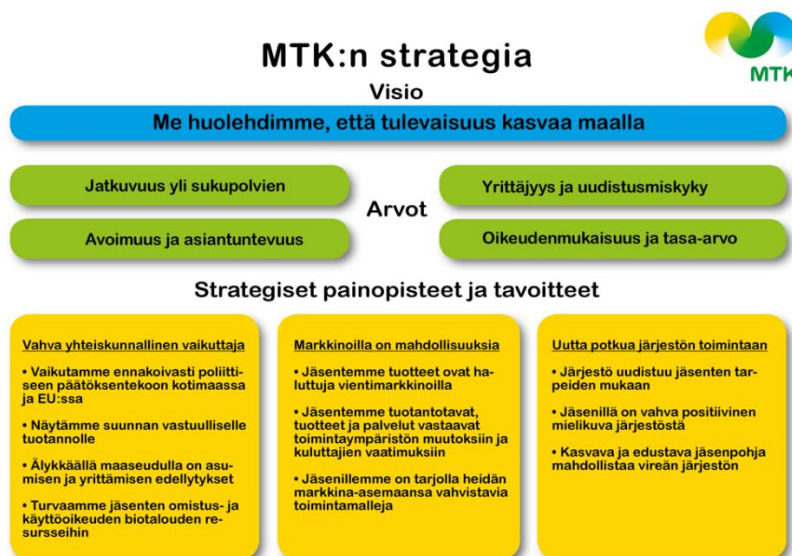 MTK:n strategia
MTK
Visio
Me huolehdimme, että tulevaisuus kasvaa maalla
Jatkuvuus yli sukupolvien
Yrittäjyys ja uudistusmiskyky
Arvot
Avoimuus ja asiantuntevuus
Oikeudenmukaisuus ja tasa-arvo
Strategiset painopisteet ja tavoitteet
Vahva yhteiskunnallinen vaikuttaja
• Vaikutamme ennakoivasti poliitti-
seen päätöksentekoon kotimaassa
ja EU:ssa
• Näytämme suunnan vastuulliselle
tuotannolle
• Älykkäällä maaseudulla on asu-
misen ja yrittämisen edellytykset
• Turvaamme jäsenten omistus- ja
käyttöoikeuden biotalouden re-
sursseihin
Markkinoilla on mahdollisuuksia
• Jäsentemme tuotteet ovat ha-
luttuja vientimarkkinoilla
• Jäsentemme tuotantotavat,
tuotteet ja palvelut vastaavat
toimintaympäristön muutoksiin ja
kuluttajien vaatimuksiin
• Jäsenillemme on tarjolla heidän
markkina-asemaansa vahvistavia
toimintamalleja
Uutta potkua järjestön toimintaan
• Järjestö uudistuu jäsenten tar-
peiden mukaan
• Jäsenillä on vahva positiivinen
mielikuva järjestöstä
• Kasvava ja edustava jäsenpohja
mahdollistaa vireän järjestön